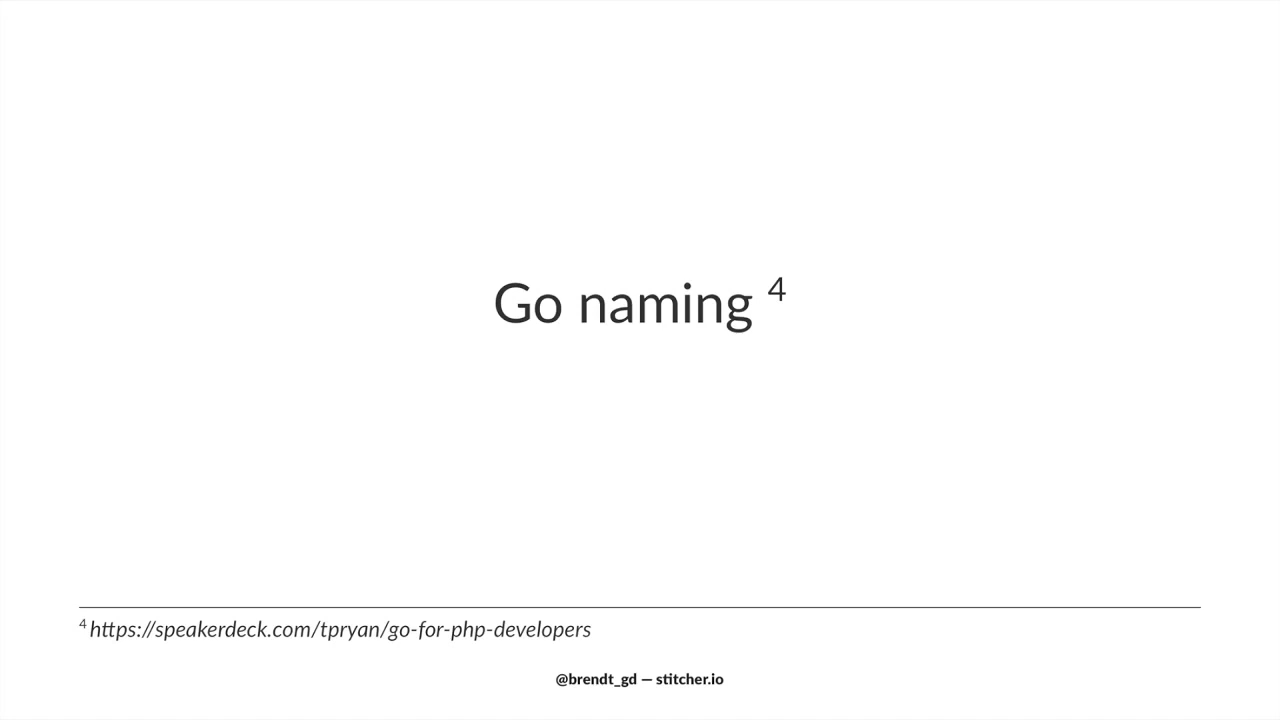 Go naming 4
4 https://speakerdeck.com/tpryan/go-for-php-developers
@brendt_gd — stitcher.io